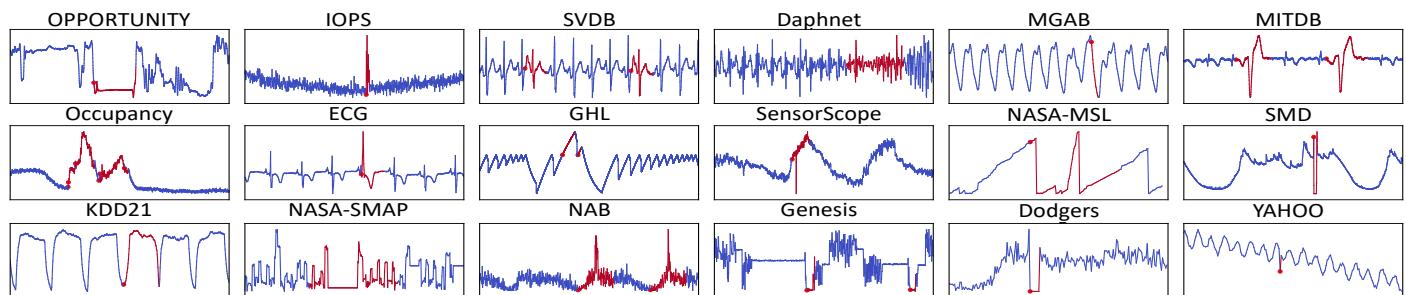 OPPORTUNITY IOPS SVDB Daphnet MGAB MITDB
Occupancy ECG GHL SensorScope NASA-MSL SMD
KDD21 NASA-SMAP NAB Genesis Dodgers YAHOO